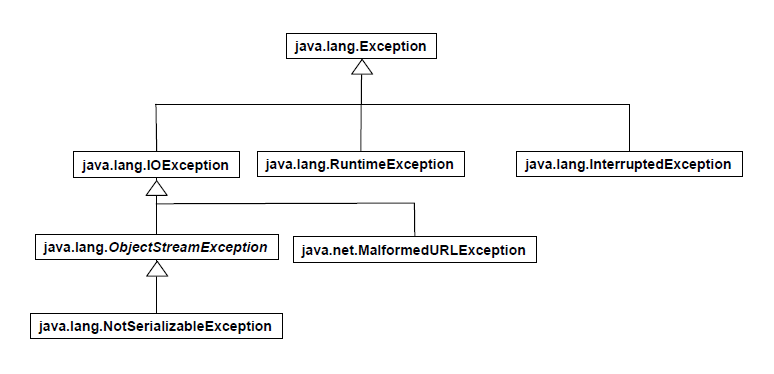 java.lang.Exception
java.lang.IOException
java.lang.RuntimeException
java.lang.InterruptedException
java.lang.ObjectStreamException
java.net.MalformedURLException
java.lang.NotSerializableException